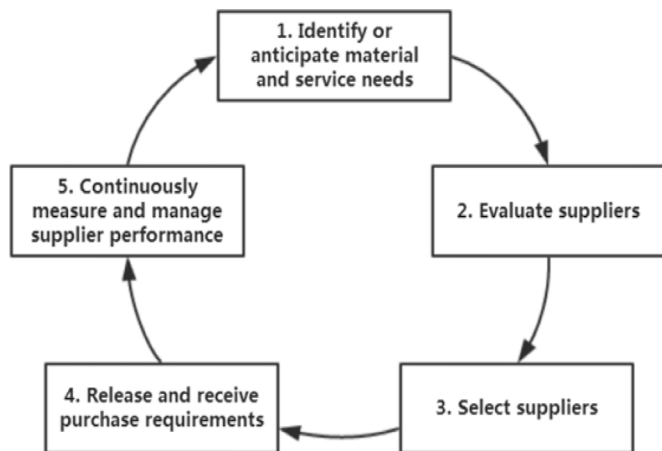 1. Identify or
anticipate material
and service needs
2. Evaluate suppliers
3. Select suppliers
4. Release and receive
purchase requirements
5. Continuously
measure and manage
supplier performance